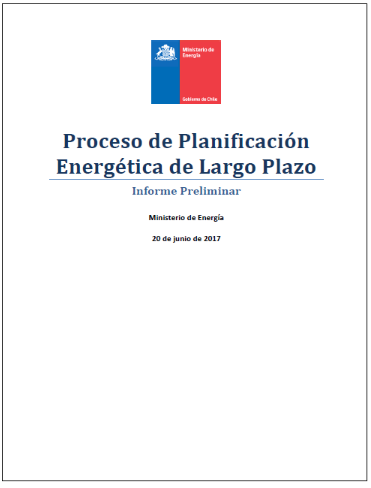 Ministerio de
Energía
Gobierno de Chile
Proceso de Planificación
Energética de Largo Plazo
Informe Preliminar
Ministerio de Energía
20 de junio de 2017